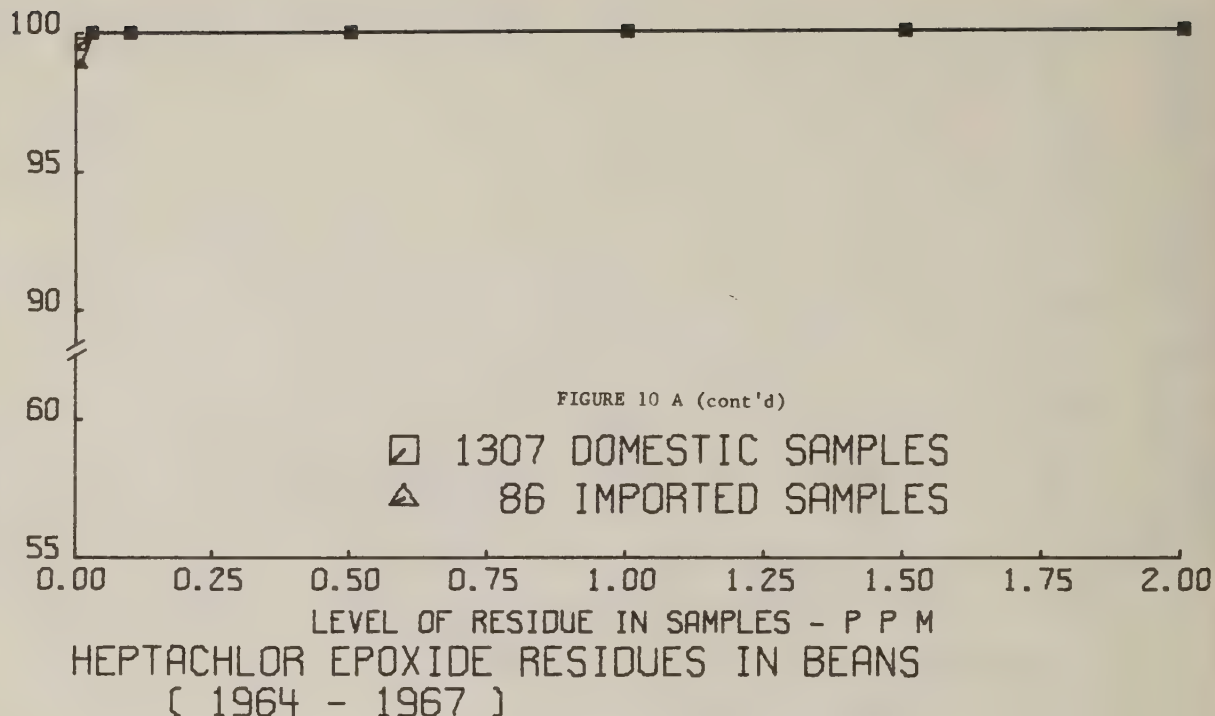 100
95
90
60
55
FIGURE 10 A (cont'd)
1307 DOMESTIC SAMPLES
86 IMPORTED SAMPLES
0.00 0.25 0.50 0.75 1.00 1.25 1.50 1.75 2.00
LEVEL OF RESIDUE IN SAMPLES - P P M
HEPTACHLOR EPOXIDE RESIDUES IN BEANS
( 1964 - 1967 )